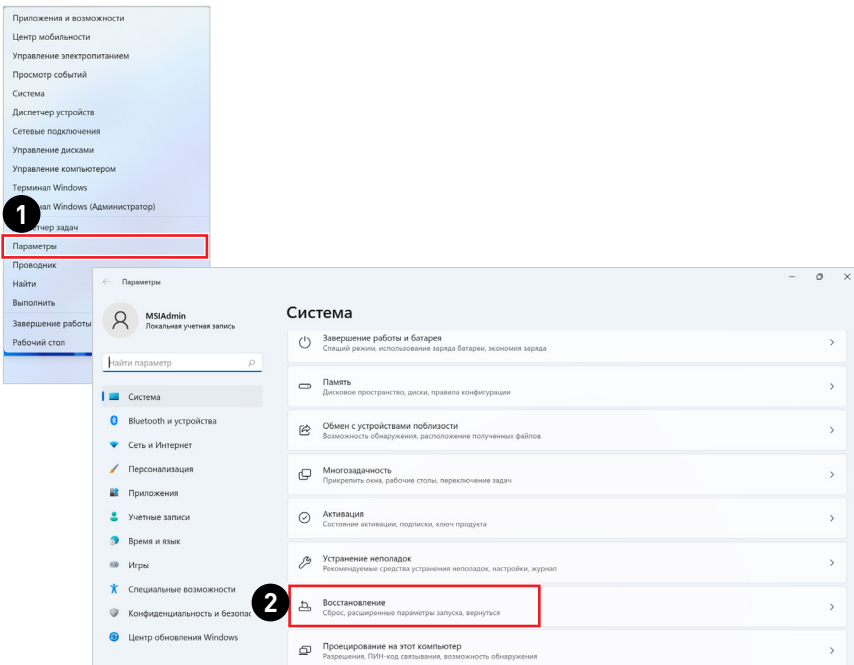 Приложения и возможности
Центр мобильности
Управление электропитанием
Просмотр событий
Система
Диспетчер устройств
Сетевые подключения
Управление дисками
Управление компьютером
Терминал Windows
Windows (Администратор)
1
задач
Параметры
Проводник
Найти
Выполнить
Завершение работы
Рабочий стол
Параметры
MSIAdmin
Локальная учетная запись
Найти параметр
Система
Bluetooth и устройства
Сеть и Интернет
Персонализация
Приложения
Учетные записи
Время и язык
Игры
Специальные возможности
Конфиденциальность и
Центр обновления Windows
Система
Завершение работы и батарея
Спящий режим, использование заряда батареи, экономия заряда
Память
Дисковое пространство, диски, правила конфигурации
Обмен с устройствами поблизости
Возможность обнаружения, расположение полученных файлов
Многозадачность
Прикрепить окна, рабочие столы, переключение задач
Активация
Состояние активации, подписки, ключ продукта
Устранение неполадок
Рекомендуемые средства устранения неполадок, настройки, журнал
2
Восстановление
Сброс, расширенные параметры запуска, вернуться
Проецирование на этот компьютер
Разрешения, ПИН-код связывания, возможность обнаружения